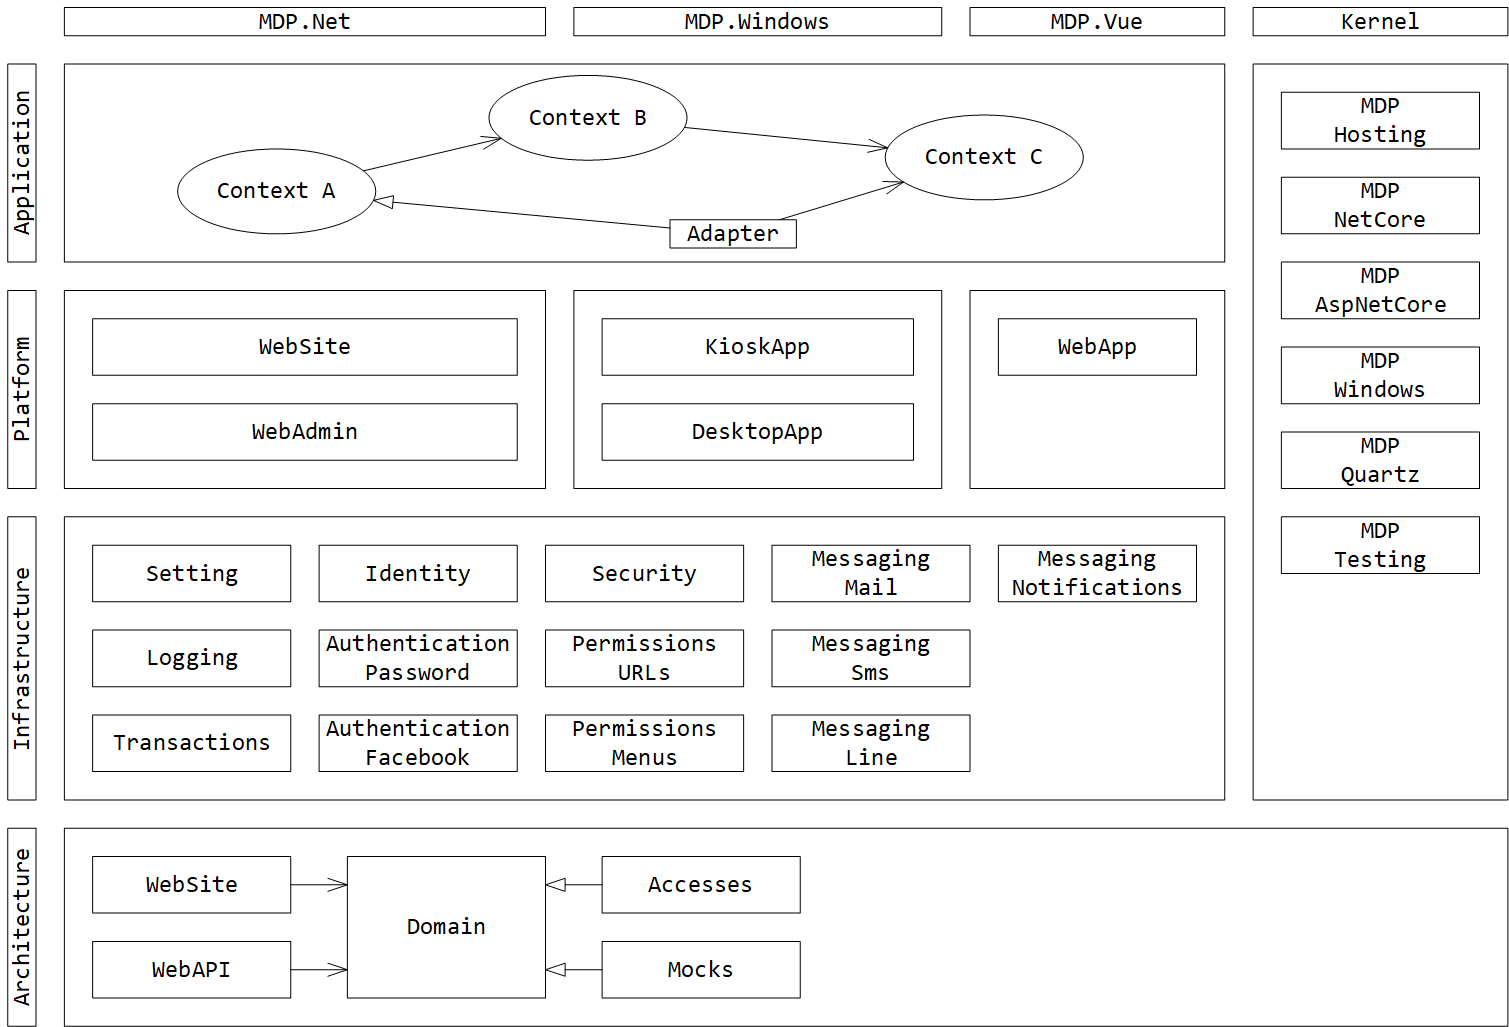 MDP.Net
MDP.Windows
MDP.Vue
Kernel
Application
Context A
Context B
Context C
Adapter
Platform
WebSite
WebAdmin
KioskApp
DesktopApp
WebApp
Infrastructure
Setting
Identity
Security
Messaging
Mail
Messaging
Notifications
Logging
Authentication
Password
Permissions
URLs
Messaging
Sms
Transactions
Authentication
Facebook
Permissions
Menus
Messaging
Line
MDP
Hosting
MDP
NetCore
MDP
AspNetCore
MDP
Windows
MDP
Quartz
MDP
Testing
Architecture
WebSite
WebAPI
Domain
Accesses
Mocks